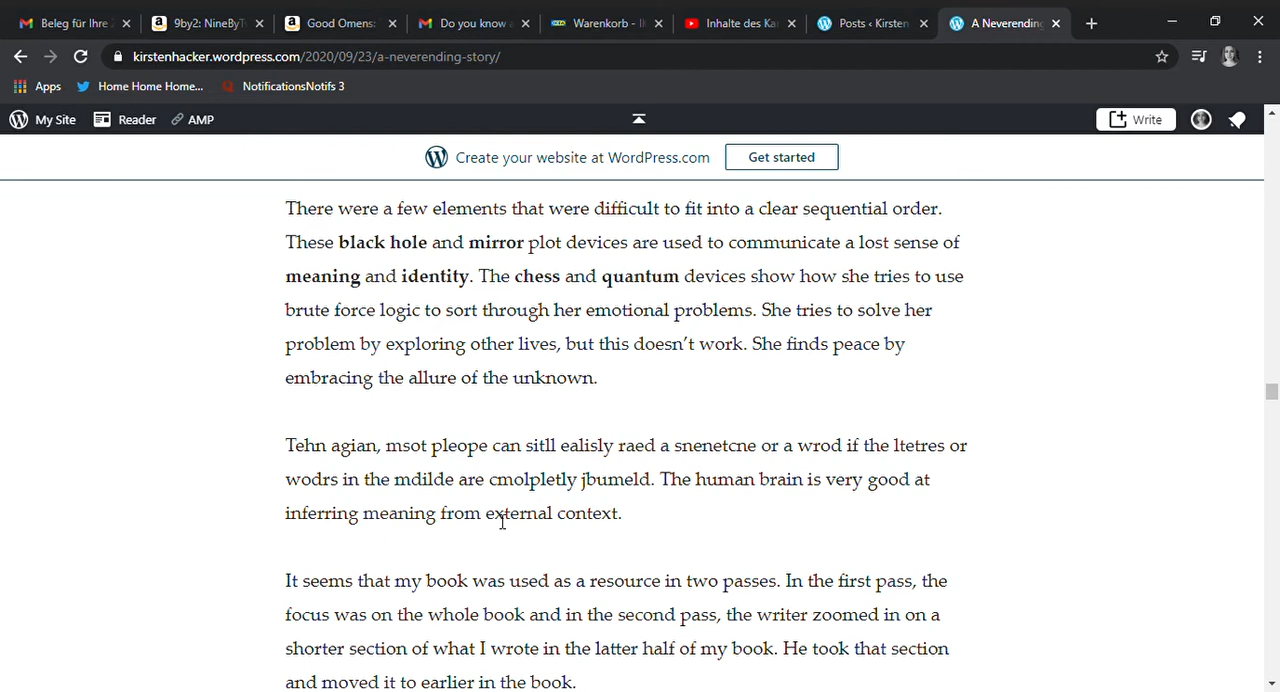 Beleg für Ihre
9by2: NineByT
Good Omens:
Do you know
Warenkorb - I
Inhalte des Ka
Posts ‹ Kirsten
A Neverending
kirstenhacker.wordpress.com/2020/09/23/a-neverending-story/
Apps Home Home Home... NotificationsNotifs 3
My Site Reader AMP Write
Create your website at WordPress.com Get started
There were a few elements that were difficult to fit into a clear sequential order.
These black hole and mirror plot devices are used to communicate a lost sense of
meaning and identity. The chess and quantum devices show how she tries to use
brute force logic to sort through her emotional problems. She tries to solve her
problem by exploring other lives, but this doesn’t work. She finds peace by
embracing the allure of the unknown.
Tehn agian, msot pleope can sitll ealisly raed a snenetcne or a wrod if the ltetres or
wodrs in the mdilde are cmolpletly jbumeld. The human brain is very good at
inferring meaning from external context.
It seems that my book was used as a resource in two passes. In the first pass, the
focus was on the whole book and in the second pass, the writer zoomed in on a
shorter section of what I wrote in the latter half of my book. He took that section
and moved it to earlier in the book.